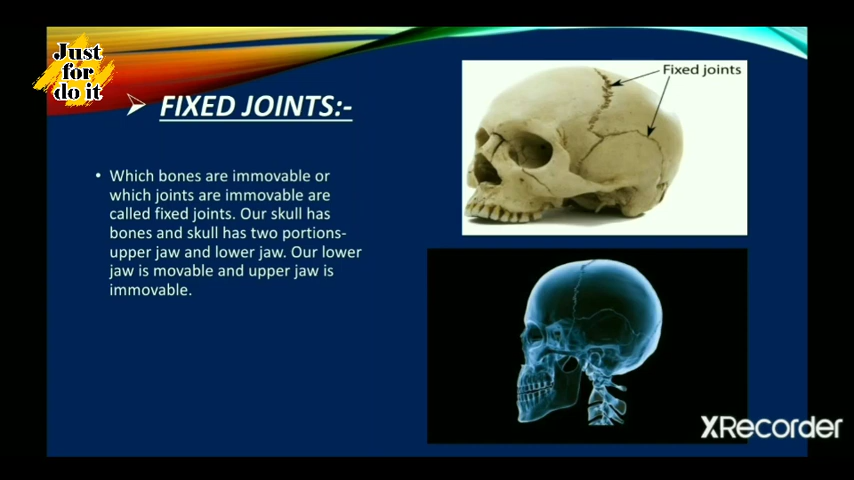 Just
for
do it
➢ FIXED JOINTS:-
• Which bones are immovable or
which joints are immovable are
called fixed joints. Our skull has
bones and skull has two portions-
upper jaw and lower jaw. Our lower
jaw is movable and upper jaw is
immovable.
Fixed joints
XRecorder